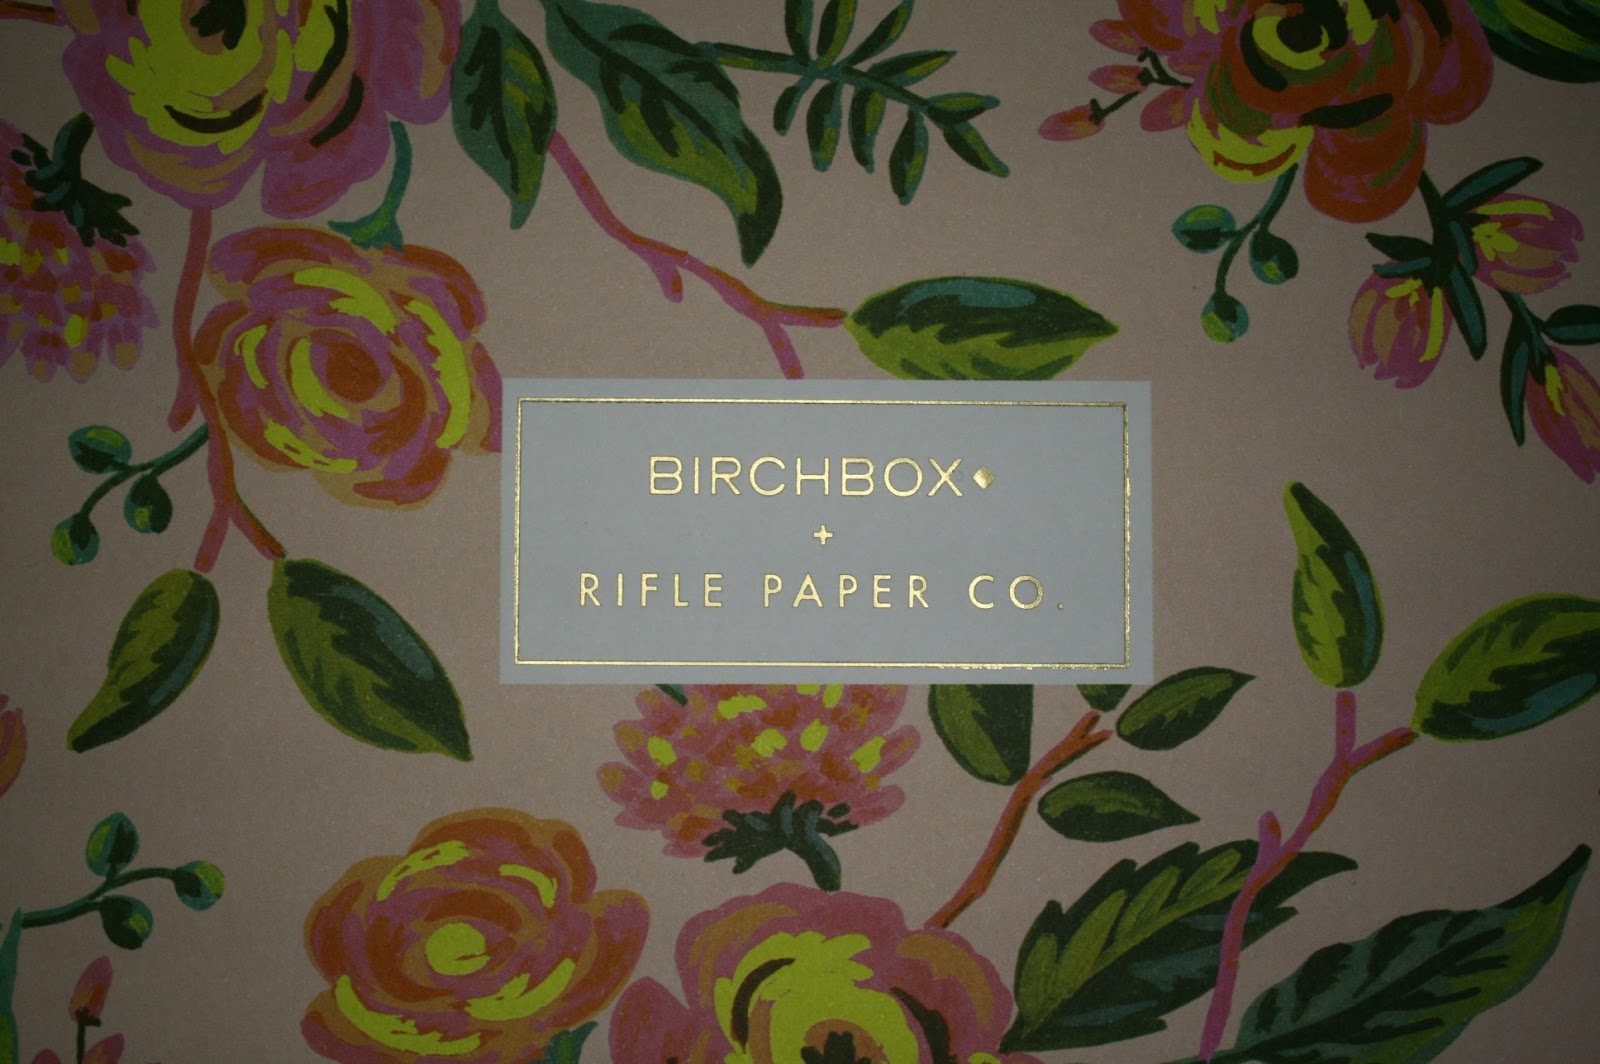 BIRCHBOX◆
+
RIFLE PAPER CO.